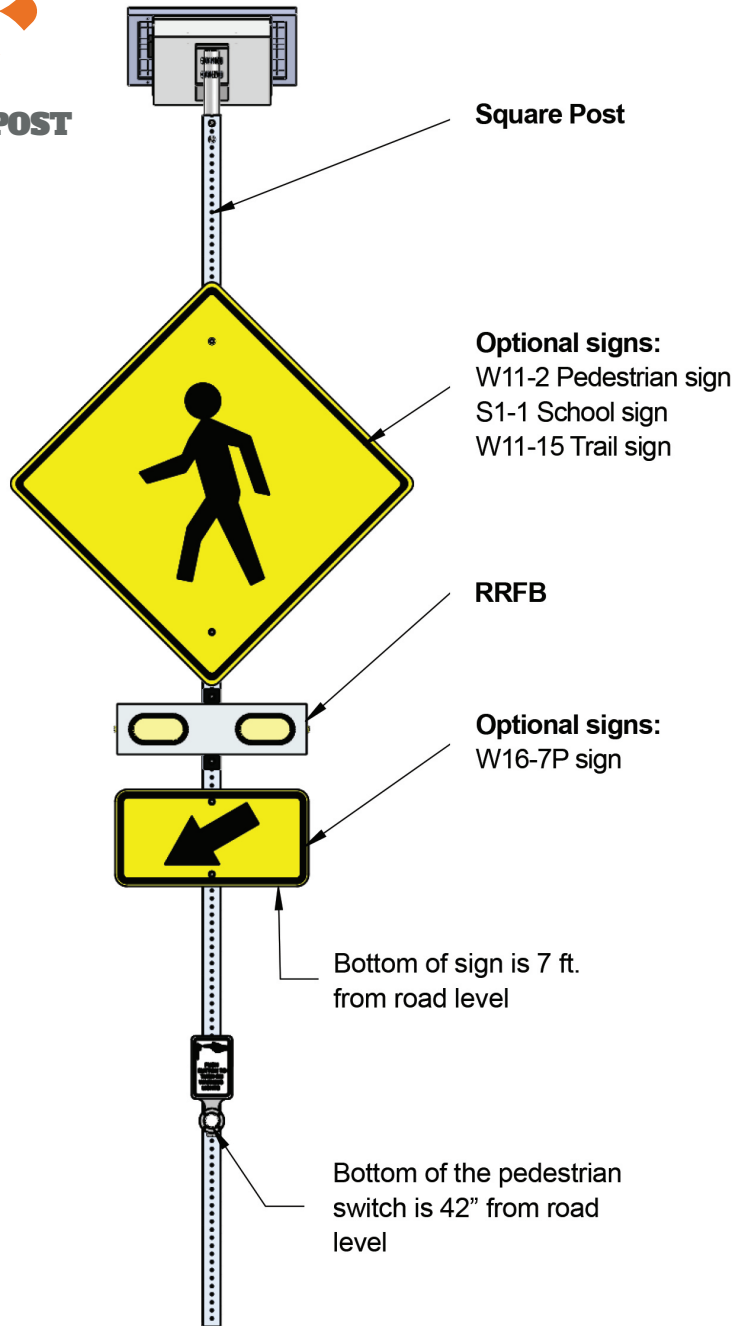 POST
Square Post
Optional signs:
W11-2 Pedestrian sign
S1-1 School sign
W11-15 Trail sign
RRFB
Optional signs:
W16-7P sign
Bottom of sign is 7 ft.
from road level
Bottom of the pedestrian
switch is 42” from road
level